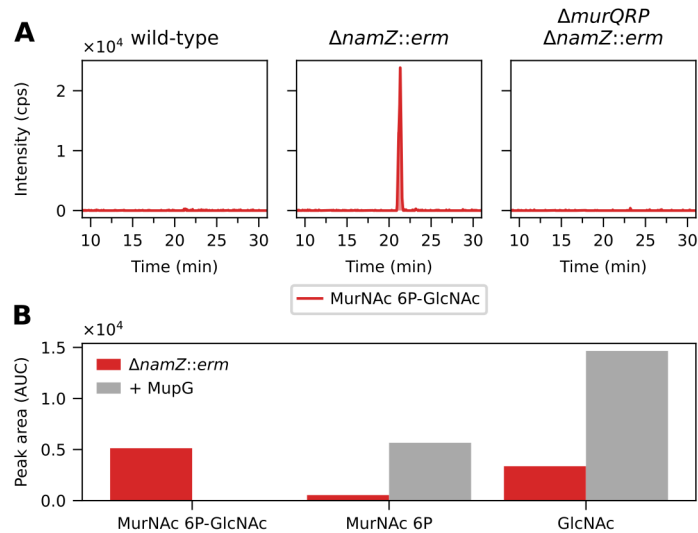 A
ΔmurQRP
×10⁴ wild-type ΔnamZ::erm ΔnamZ::erm
Intensity (cps)
2
1
0
10 15 20 25 30 10 15 20 25 30 10 15 20 25 30
Time (min) Time (min) Time (min)
MurNAc 6P-GlcNAc
B
×10⁴
Peak area (AUC)
1.5
1.0
0.5
0.0
ΔnamZ::erm
+ MupG
MurNAc 6P-GlcNAc MurNAc 6P GlcNAc